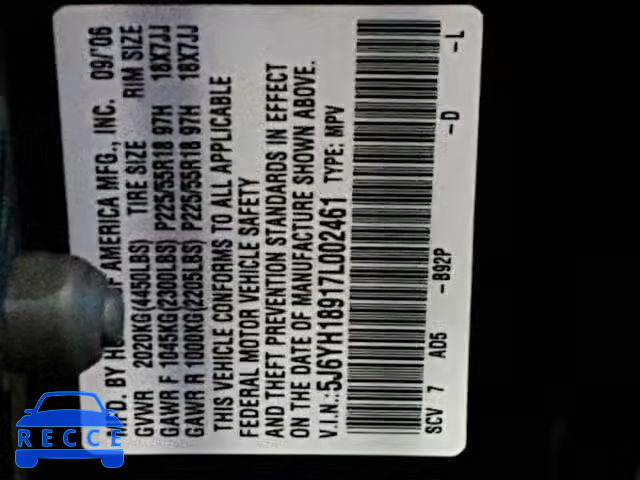 MFD. BY H F AMERICA MFG., INC. 09/'06
GVWR 2020KG(4450LBS) TIRE SIZE RIM SIZE
GAWR F 1045KG(2300LBS) P225/55R18 97H 18X7JJ
GAWR R 1000KG(2205LBS) P225/55R18 97H 18X7JJ
THIS VEHICLE CONFORMS TO ALL APPLICABLE
FEDERAL MOTOR VEHICLE SAFETY
AND THEFT PREVENTION STANDARDS IN EFFECT
ON THE DATE OF MANUFACTURE SHOWN ABOVE.
V.I.N.:5J6YH18917L002461 TYPE: MPV
SCV 7 AD5 -B92P -D -L
RECCE